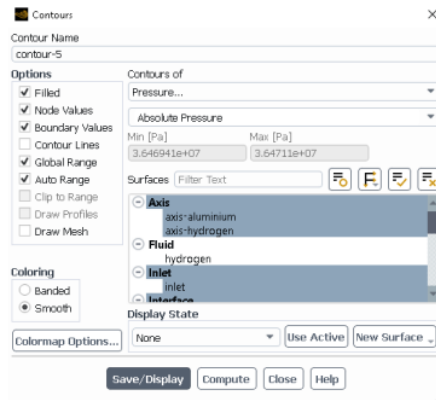 Contours
Contour Name
contour-5
Options
Filled
Node Values
Boundary Values
Contour Lines
Global Range
Auto Range
Clip to Range
Draw Profiles
Draw Mesh
Coloring
Banded
Smooth
Colormap Options...
Contours of
Pressure...
Absolute Pressure
Min [Pa] Max [Pa]
3.646941e+07 3.64711e+07
Surfaces Filter Text
Axis
axis-aluminium
axis-hydrogen
Fluid
hydrogen
Inlet
inlet
Interface
Display State
None Use Active New Surface
Save/Display Compute Close Help